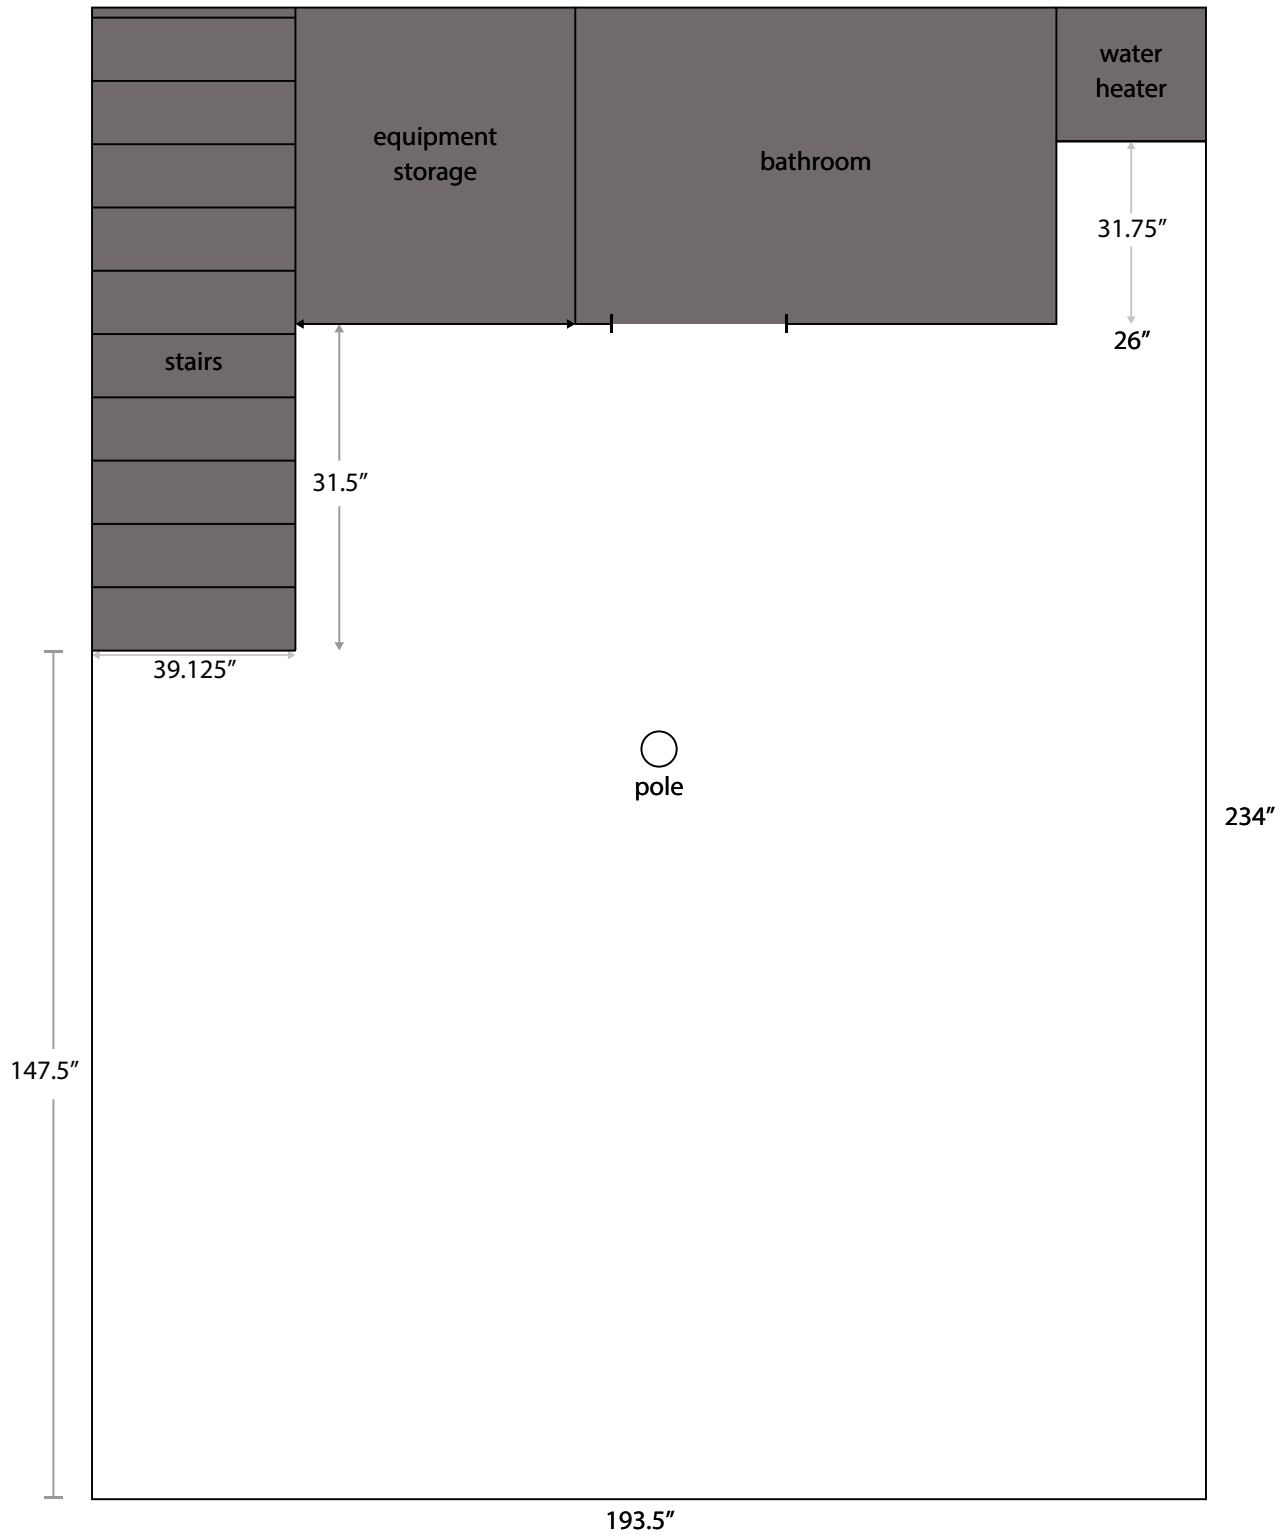 water
heater
equipment
storage
bathroom
31.75”
26”
stairs
31.5”
39.125”
pole
234”
147.5”
193.5”